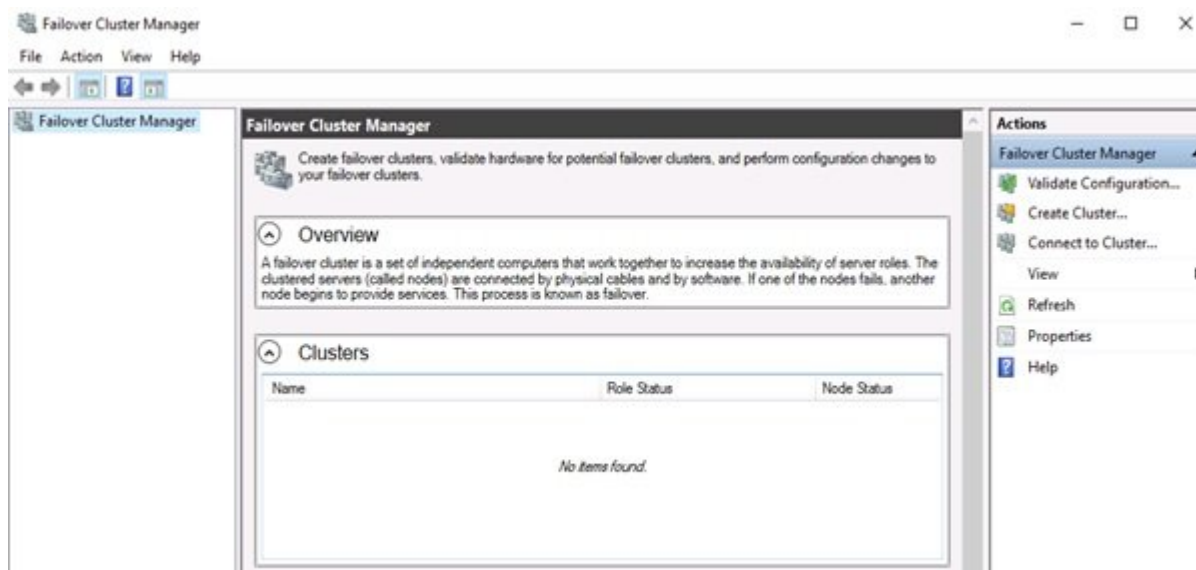 Failover Cluster Manager
File Action View Help
Failover Cluster Manager
Failover Cluster Manager
Create failover clusters, validate hardware for potential failover clusters, and perform configuration changes to
your failover clusters.
Overview
A failover cluster is a set of independent computers that work together to increase the availability of server roles. The
clustered servers (called nodes) are connected by physical cables and by software. If one of the nodes fails, another
node begins to provide services. This process is known as failover.
Clusters
Name Role Status Node Status
No items found.
Actions
Failover Cluster Manager
Validate Configuration...
Create Cluster...
Connect to Cluster...
View
Refresh
Properties
Help